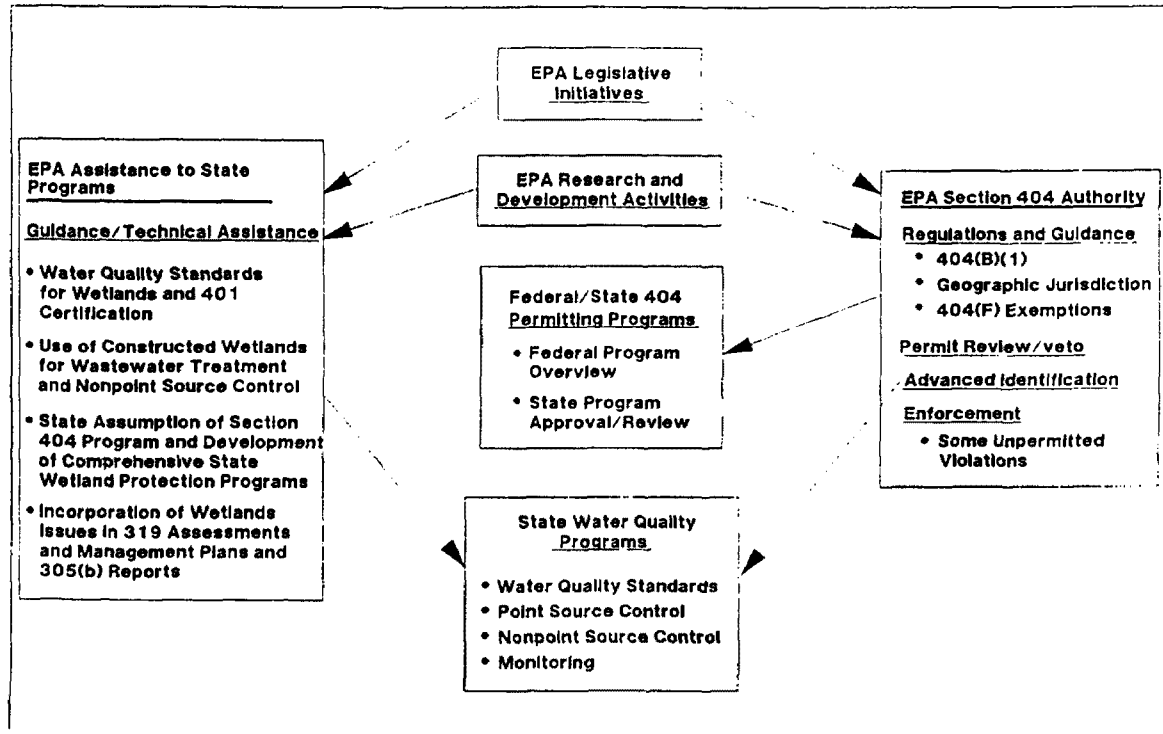 EPA Legislative
Initiatives
EPA Assistance to State
Programs
Guidance/Technical Assistance
• Water Quality Standards
for Wetlands and 401
Certification
• Use of Constructed Wetlands
for Wastewater Treatment
and Nonpoint Source Control
• State Assumption of Section
404 Program and Development
of Comprehensive State
Wetland Protection Programs
• Incorporation of Wetlands
Issues in 319 Assessments
and Management Plans and
305(b) Reports
EPA Research and
Development Activities
Federal/State 404
Permitting Programs
• Federal Program
Overview
• State Program
Approval/Review
EPA Section 404 Authority
Regulations and Guidance
• 404(B)(1)
• Geographic Jurisdiction
• 404(F) Exemptions
Permit Review/veto
Advanced Identification
Enforcement
• Some Unpermitted
Violations
State Water Quality
Programs
• Water Quality Standards
• Point Source Control
• Nonpoint Source Control
• Monitoring